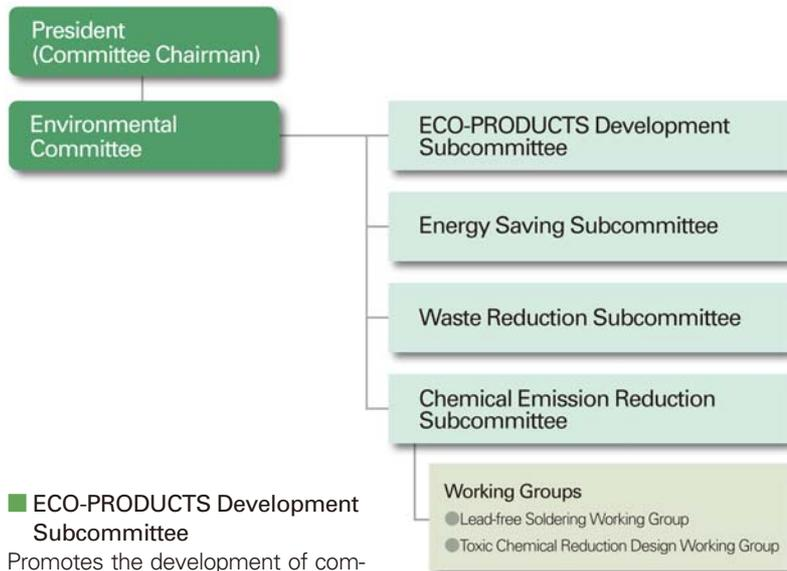 President
(Committee Chairman)
Environmental
Committee
ECO-PRODUCTS Development
Subcommittee
Energy Saving Subcommittee
Waste Reduction Subcommittee
Chemical Emission Reduction
Subcommittee
Working Groups
●Lead-free Soldering Working Group
●Toxic Chemical Reduction Design Working Group
■ ECO-PRODUCTS Development
Subcommittee
Promotes the development of com-